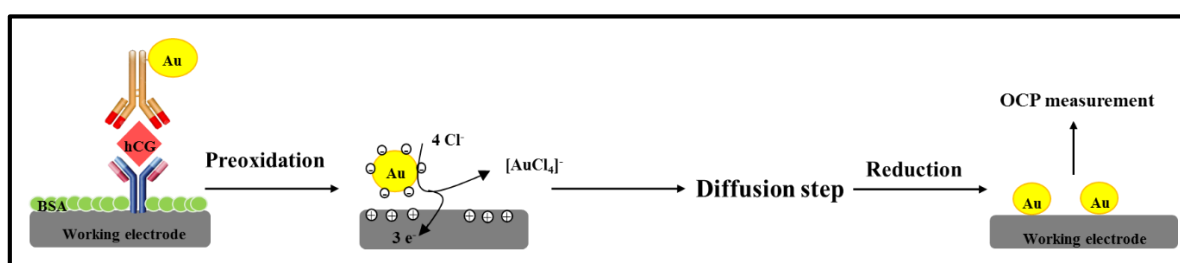 Au
hCG
BSA
Working electrode
Preoxidation
4 Cl⁻
Au
[AuCl₄]⁻
3 e⁻
Diffusion step
Reduction
OCP measurement
Au Au
Working electrode